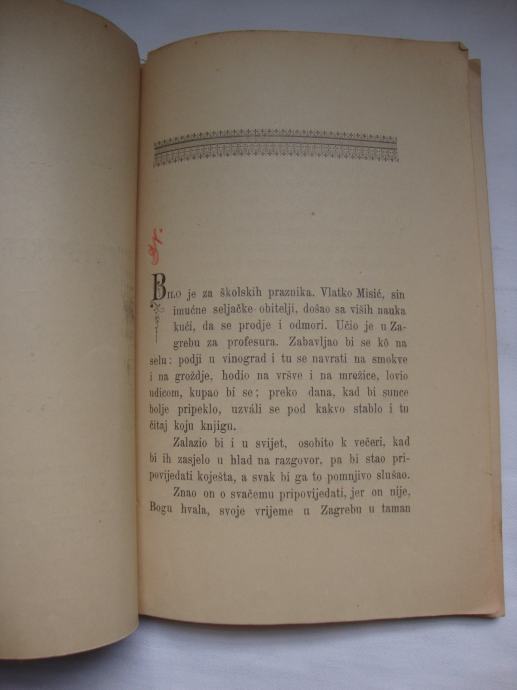 BILO je za školskih praznika. Vlatko Misić, sin
imućne seljačke obitelji, došao sa viših nauka
kući, da se prodje i odmori. Učio je u Za-
grebu za profesura. Zabavljao bi se kô na
selu: podji u vinograd i tu se navrati na smokve
i na groždje, hodio na vršve i na mrežice, lovio
udicom, kupao bi se; preko dana, kad bi sunce
bolje pripeklo, uzváli se pod kakvo stablo i tu
čitaj koju knjigu.
Zalazio bi i u svijet, osobito k večeri, kad
bi ih zasjelo u hlad na razgovor, pa bi stao pri-
povijedati koješta, a svak bi ga to pomnjivo slušao.
Znao on o svačemu pripovijedati, jer on nije,
Bogu hvala, svoje vrijeme u Zagrebu u taman